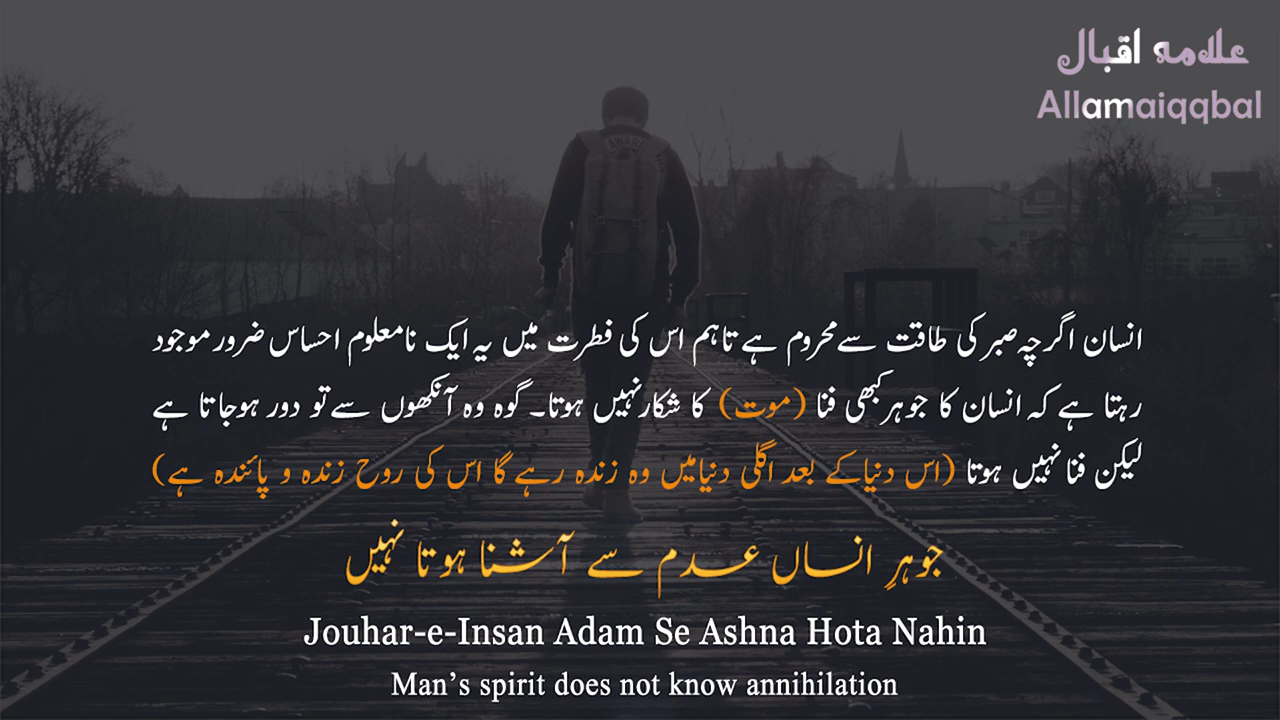 علامہ اقبال
Allamaiqqbal
انسان اگرچہ صبر کی طاقت سے محروم ہے تاہم اس کی فطرت میں یہ ایک نامعلوم احساس ضرور موجود
رہتا ہے کہ انسان کا جوہر کبھی فنا (موت) کا شکار نہیں ہوتا۔ گوہ وہ آنکھوں سے تو دور ہوجاتا ہے
لیکن فنا نہیں ہوتا (اس دنیا کے بعد اگلی دنیا میں وہ زندہ رہے گا اس کی روح زندہ و پائندہ ہے)
جوہرِ انساں عدم سے آشنا ہوتا نہیں
Jouhar-e-Insan Adam Se Ashna Hota Nahin
Man’s spirit does not know annihilation